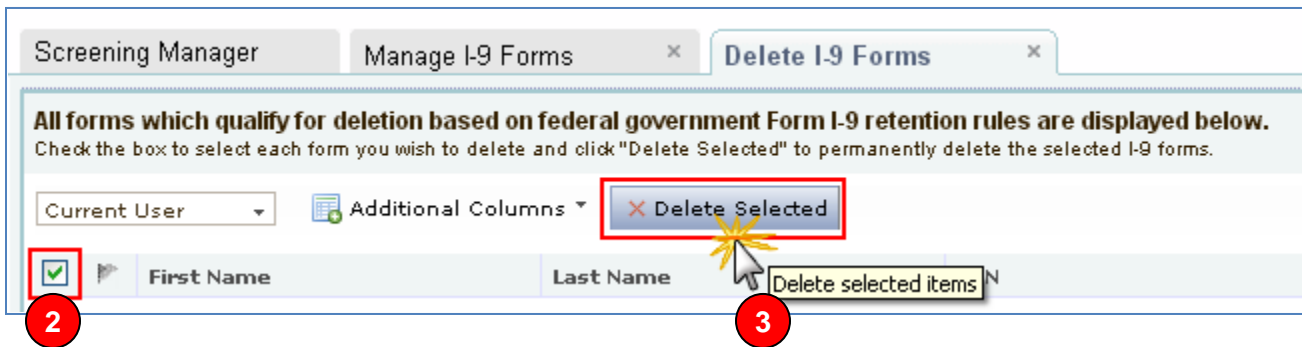 Screening Manager Manage I-9 Forms × Delete I-9 Forms ×
All forms which qualify for deletion based on federal government Form I-9 retention rules are displayed below.
Check the box to select each form you wish to delete and click "Delete Selected" to permanently delete the selected I-9 forms.
Current User Additional Columns Delete Selected
First Name Last Name N
Delete selected items
2 3